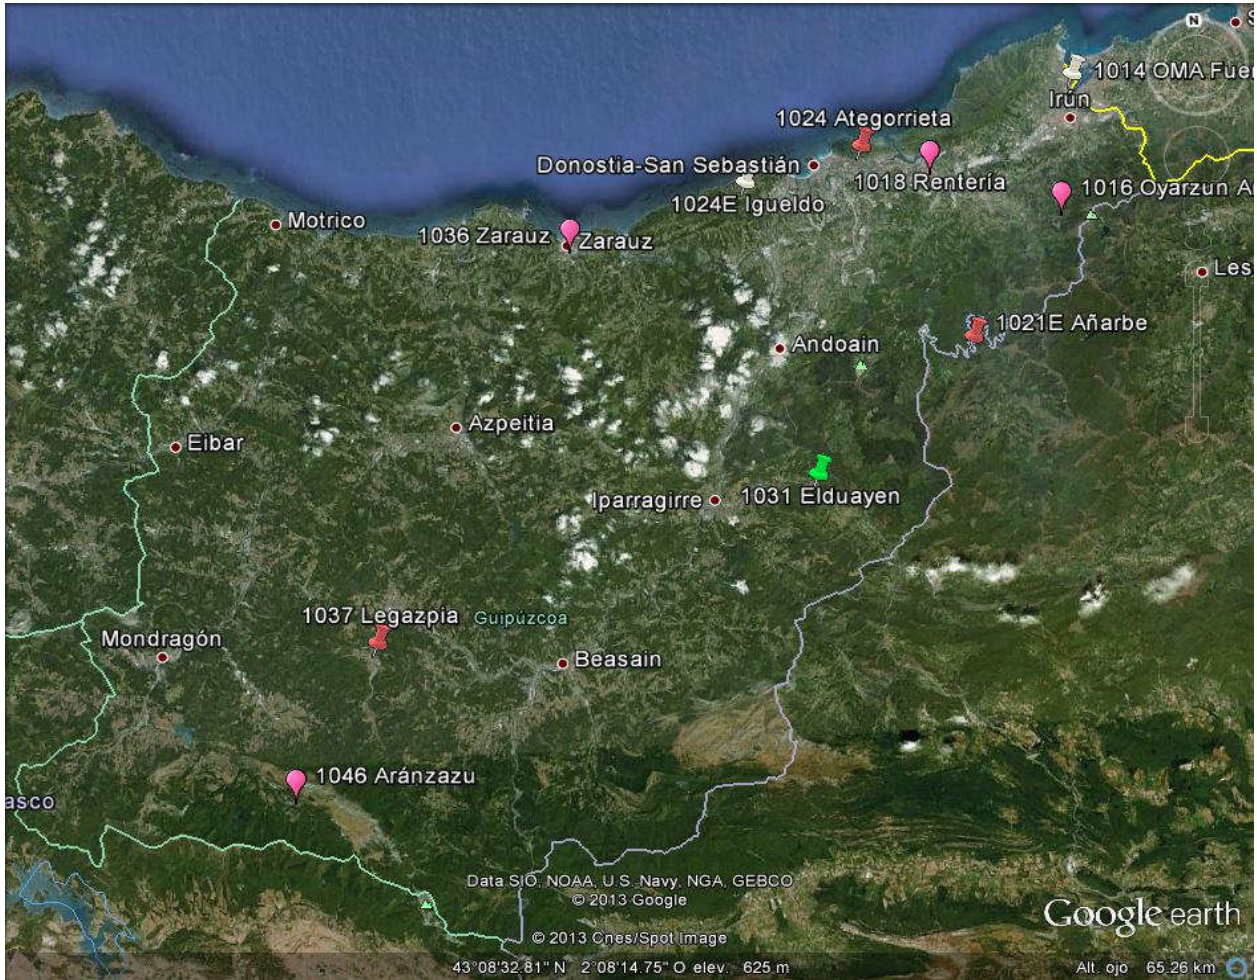 N
S
1014 OMA Fuer
Irún
1024 Ategorrieta
Donostia-San Sebastián
1018 Rentería
1016 Oyarzun Ar
1024E Igueldo
Motrico
1036 Zarauz
Zarauz
Les
1021E Añarbe
Andoain
Azpeitia
Eibar
Iparragirre
1031 Elduayen
1037 Legazpia
Guipúzcoa
Mondragón
Beasain
1046 Aránzazu
asco
Data SIO, NOAA, U.S. Navy, NGA, GEBCO
© 2013 Google
Google earth
© 2013 Cnes/Spot Image
43°08'32.81" N 2°08'14.75" O elev. 625 m
Alt. ojo 65.26 km